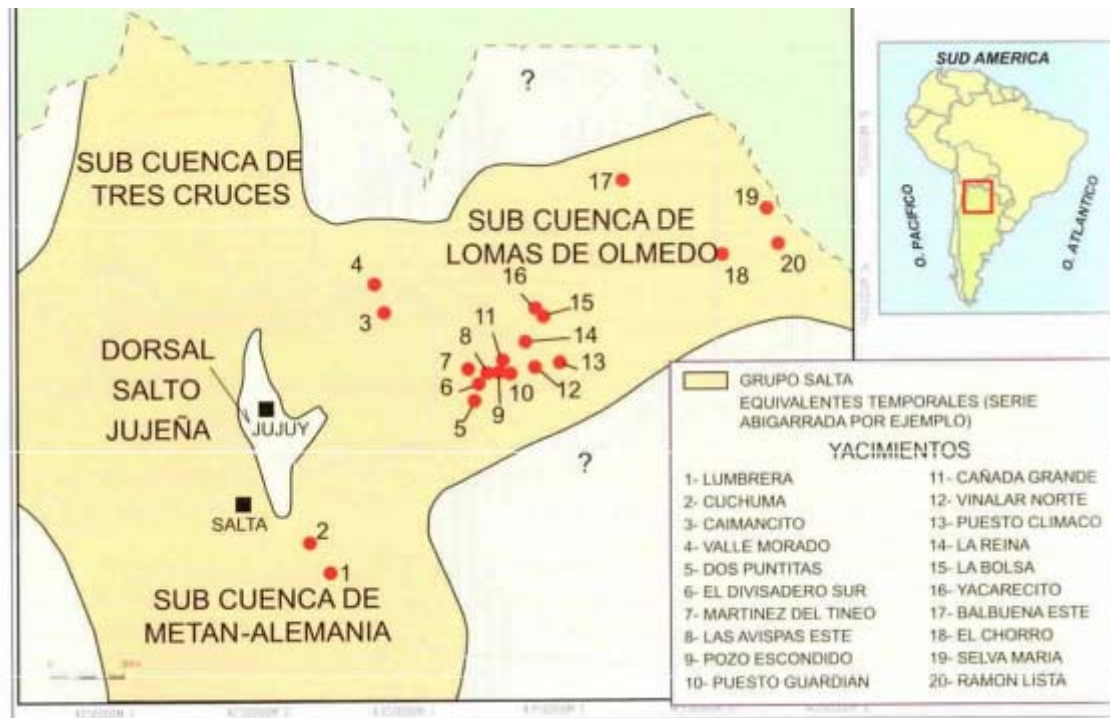 SUD AMERICA
O. PACIFICO
O. ATLANTICO
?
SUB CUENCA DE
TRES CRUCES
17
SUB CUENCA DE
LOMAS DE OLMEDO
19
20
18
4
3
16
15
14
11
8
7
6
5
9
10
12
13
DORSAL
SALTO
JUJEÑA
JUJUY
SALTA
?
2
1
SUB CUENCA DE
METAN-ALEMANIA
GRUPO SALTA
EQUIVALENTES TEMPORALES (SERIE
ABIGARRADA POR EJEMPLO)
YACIMIENTOS
1- LUMBRERA
2- CUCHUMA
3- CAIMANCITO
4- VALLE MORADO
5- DOS PUNTITAS
6- EL DIVISADERO SUR
7- MARTINEZ DEL TINEO
8- LAS AVISPAS ESTE
9- POZO ESCONDIDO
10- PUESTO GUARDIAN
11- CAÑADA GRANDE
12- VINALAR NORTE
13- PUESTO CLIMACO
14- LA REINA
15- LA BOLSA
16- YACARECITO
17- BALBUENA ESTE
18- EL CHORRO
19- SELVA MARIA
20- RAMON LISTA